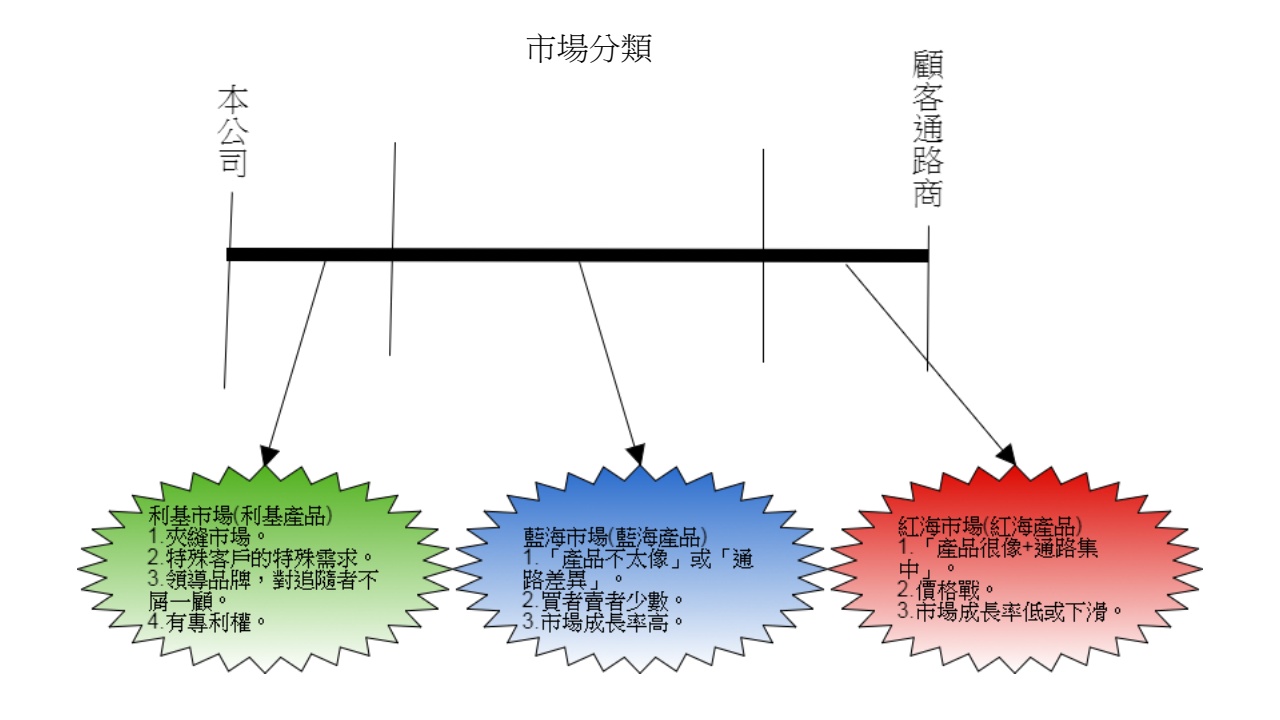 市場分類
本公司
顧客通路商
利基市場(利基產品)
1.夾縫市場。
2.特殊客戶的特殊需求。
3.領導品牌，對追隨者不
屑一顧。
4.有專利權。
藍海市場(藍海產品)
1.「產品不太像」或「通
路差異」。
2.買者賣者少數。
3.市場成長率高。
紅海市場(紅海產品)
1.「產品很像+通路集
中」。
2.價格戰。
3.市場成長率低或下滑。